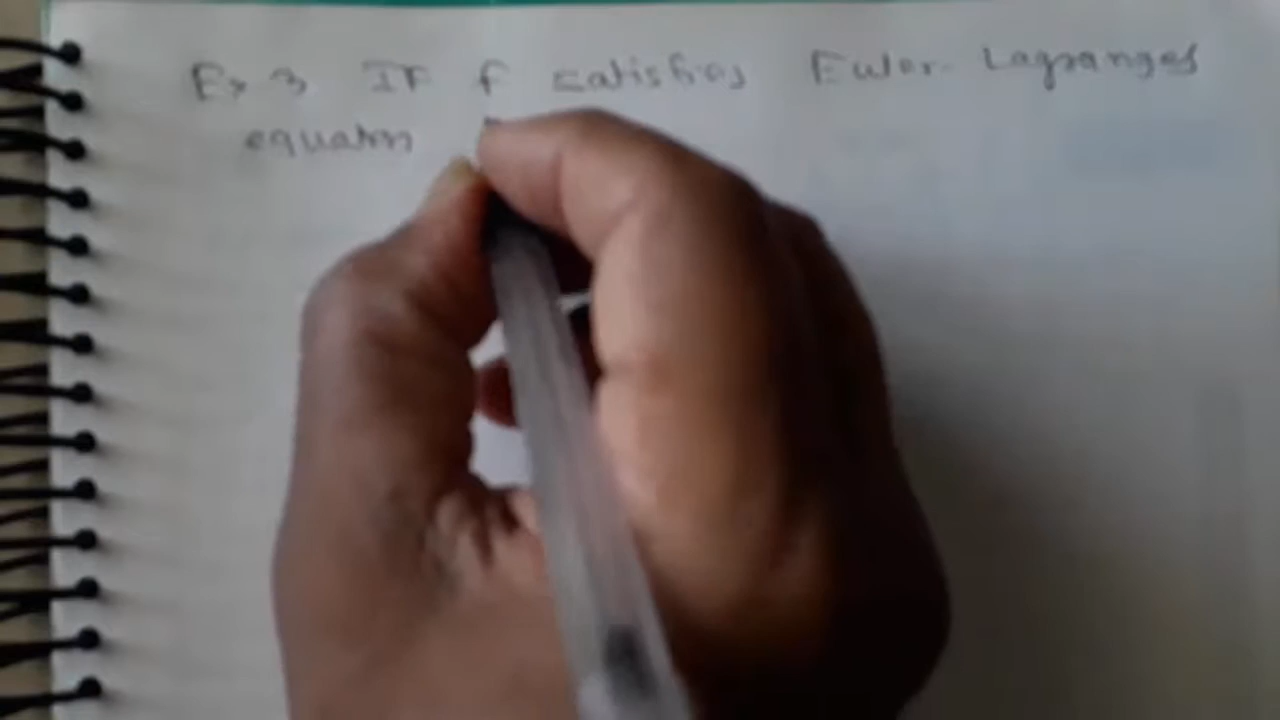 Ex 3 If f satisfies Euler-Lagranges
equatn